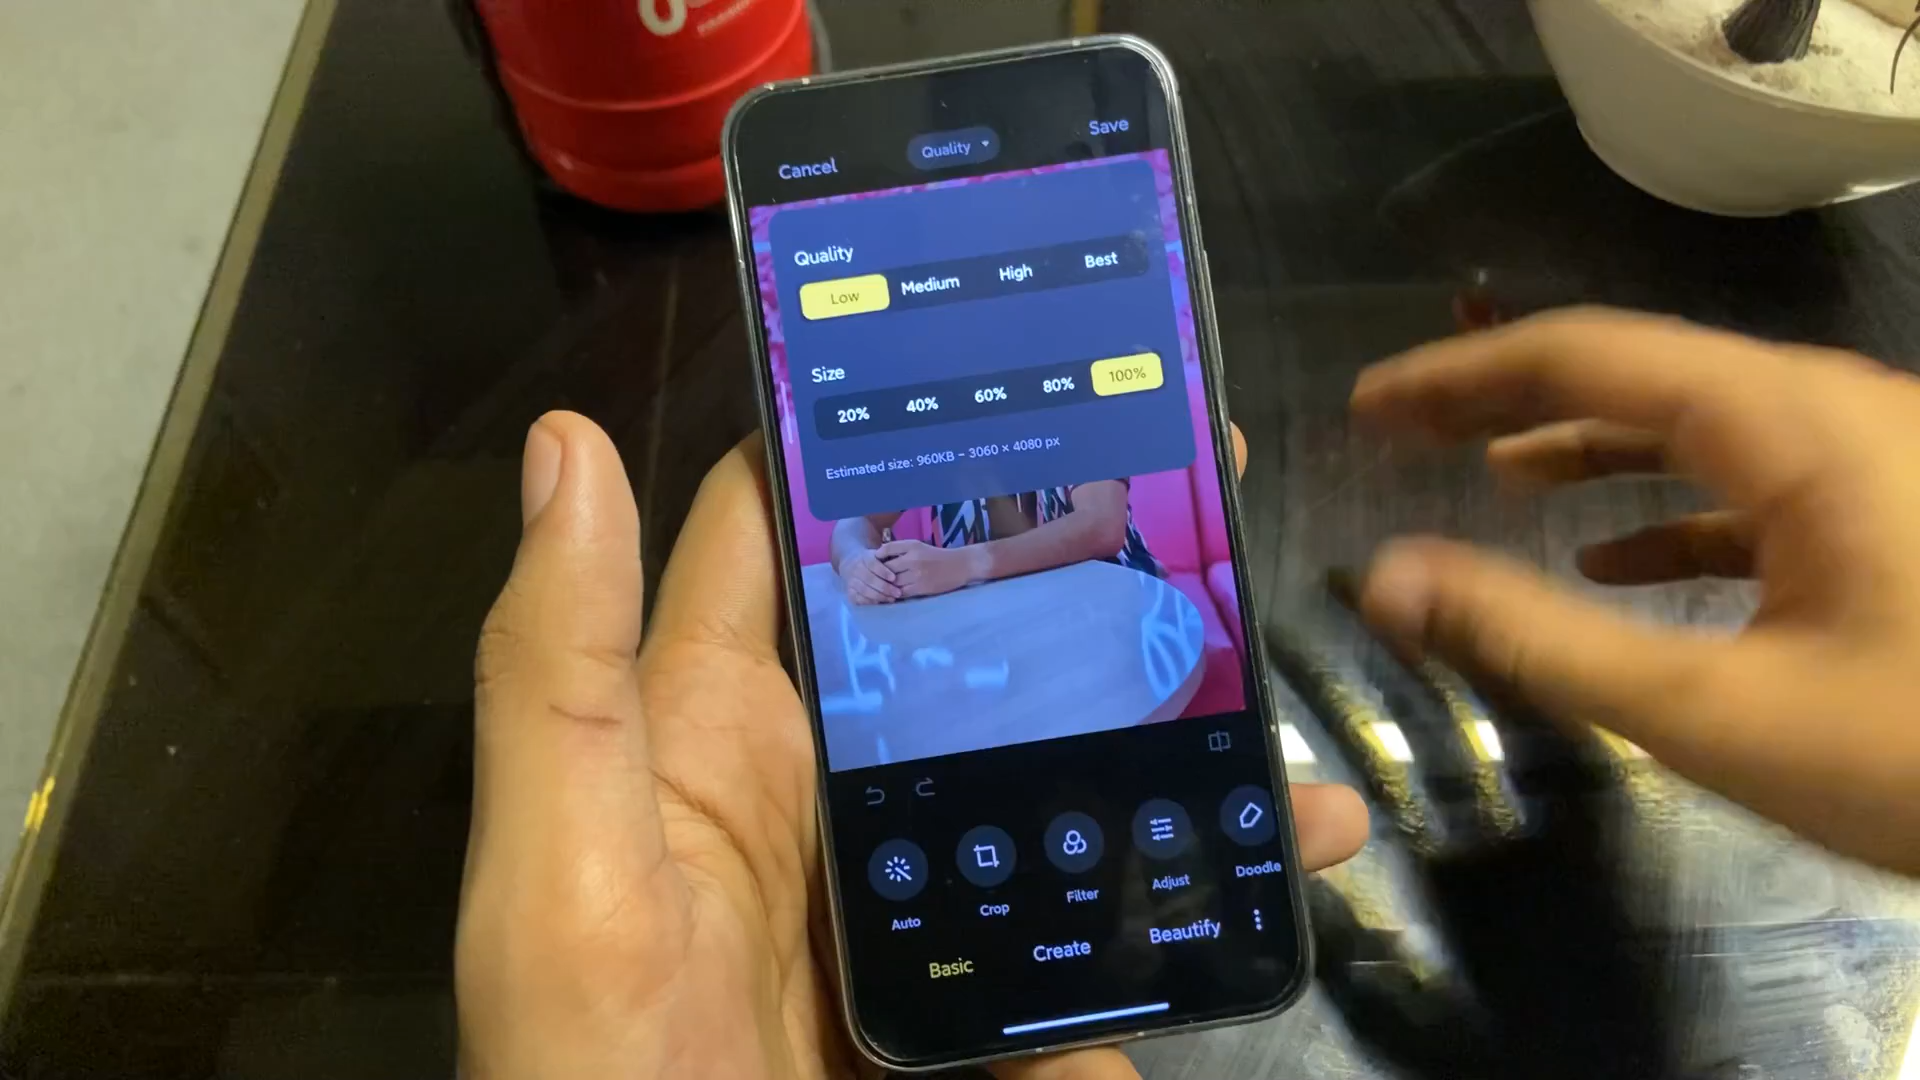 Cancel
Quality
Save
Quality
Low
Medium
High
Best
Size
20%
40%
60%
80%
100%
Estimated size: 960KB – 3060 × 4080 px
Auto
Crop
Filter
Adjust
Doodle
Basic
Create
Beautify